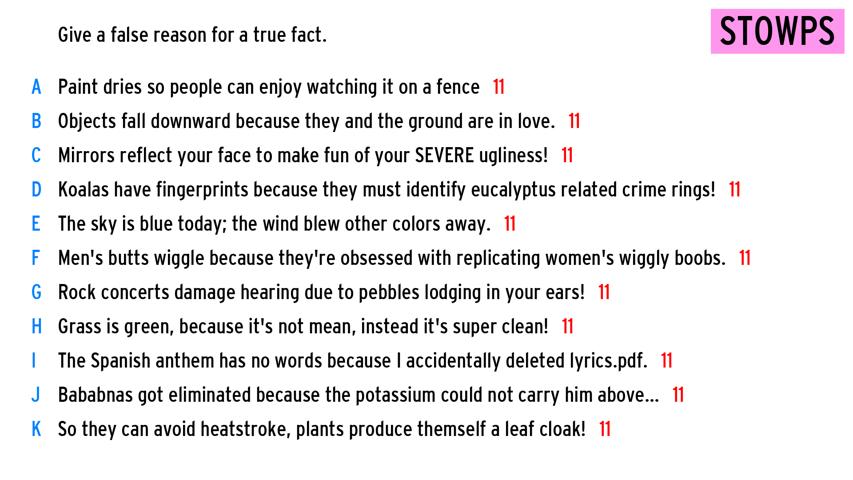 Give a false reason for a true fact.
STOWPS
A Paint dries so people can enjoy watching it on a fence 11
B Objects fall downward because they and the ground are in love. 11
C Mirrors reflect your face to make fun of your SEVERE ugliness! 11
D Koalas have fingerprints because they must identify eucalyptus related crime rings! 11
E The sky is blue today; the wind blew other colors away. 11
F Men's butts wiggle because they're obsessed with replicating women's wiggly boobs. 11
G Rock concerts damage hearing due to pebbles lodging in your ears! 11
H Grass is green, because it's not mean, instead it's super clean! 11
I The Spanish anthem has no words because I accidentally deleted lyrics.pdf. 11
J Bababnas got eliminated because the potassium could not carry him above... 11
K So they can avoid heatstroke, plants produce themself a leaf cloak! 11